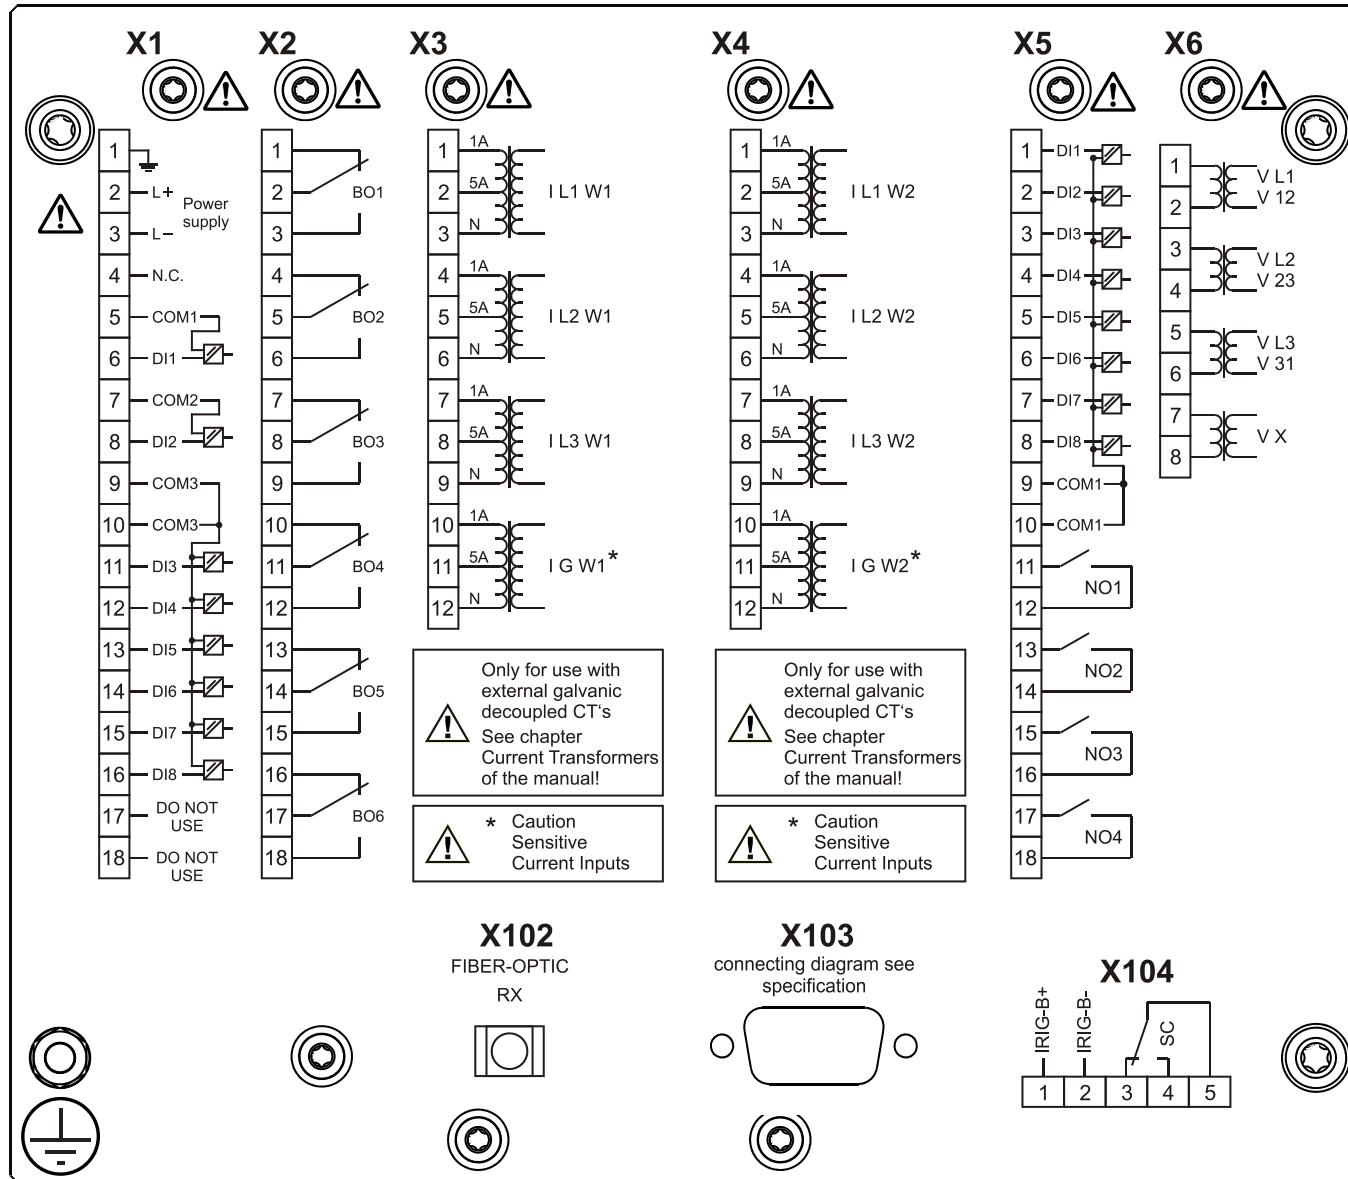 X1 X2 X3 X4 X5 X6
1
2 L+
3 L−
Power
supply
4 N.C.
5 COM1
6 DI1
7 COM2
8 DI2
9 COM3
10 COM3
11 DI3
12 DI4
13 DI5
14 DI6
15 DI7
16 DI8
17 DO NOT
USE
18 DO NOT
USE
1
2 BO1
3
4
5 BO2
6
7
8 BO3
9
10
11 BO4
12
13
14 BO5
15
16
17 BO6
18
1 1A
2 5A I L1 W1
3 N
4 1A
5 5A I L2 W1
6 N
7 1A
8 5A I L3 W1
9 N
10 1A
11 5A I G W1*
12 N
Only for use with
external galvanic
decoupled CT‘s
See chapter
Current Transformers
of the manual!
* Caution
Sensitive
Current Inputs
1 1A
2 5A I L1 W2
3 N
4 1A
5 5A I L2 W2
6 N
7 1A
8 5A I L3 W2
9 N
10 1A
11 5A I G W2*
12 N
Only for use with
external galvanic
decoupled CT‘s
See chapter
Current Transformers
of the manual!
* Caution
Sensitive
Current Inputs
1 DI1
2 DI2
3 DI3
4 DI4
5 DI5
6 DI6
7 DI7
8 DI8
9 COM1
10 COM1
11
NO1
12
13
NO2
14
15
NO3
16
17
NO4
18
1 V L1
2 V 12
3 V L2
4 V 23
5 V L3
6 V 31
7
V X
8
X102
FIBER-OPTIC
RX
X103
connecting diagram see
specification
X104
IRIG-B+
IRIG-B-
SC
1 2 3 4 5